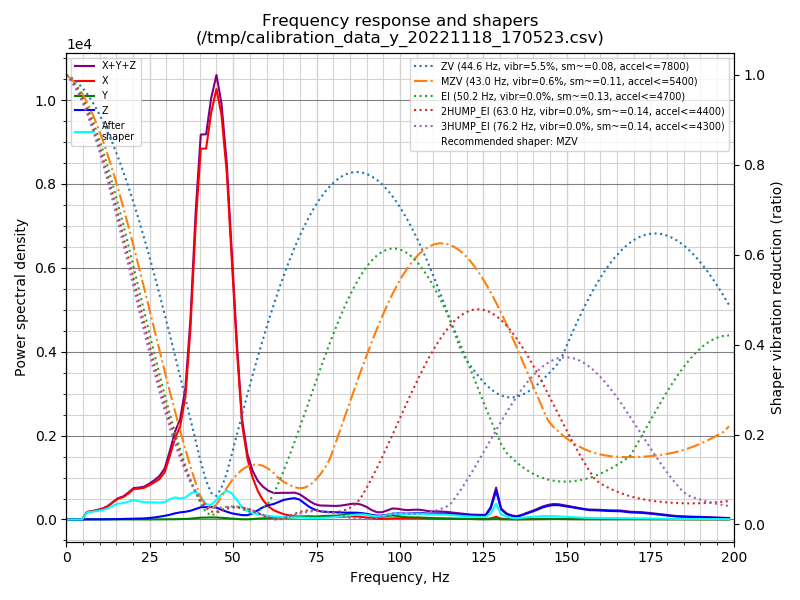 Frequency response and shapers
(/tmp/calibration_data_y_20221118_170523.csv)
1e4
X+Y+Z
X
Y
Z
After
shaper
ZV (44.6 Hz, vibr=5.5%, sm~=0.08, accel<=7800)
MZV (43.0 Hz, vibr=0.6%, sm~=0.11, accel<=5400)
EI (50.2 Hz, vibr=0.0%, sm~=0.13, accel<=4700)
2HUMP_EI (63.0 Hz, vibr=0.0%, sm~=0.14, accel<=4400)
3HUMP_EI (76.2 Hz, vibr=0.0%, sm~=0.14, accel<=4300)
Recommended shaper: MZV
Power spectral density
1.0
0.8
0.6
0.4
0.2
0.0
1.0
0.8
0.6
0.4
0.2
0.0
Shaper vibration reduction (ratio)
0 25 50 75 100 125 150 175 200
Frequency, Hz